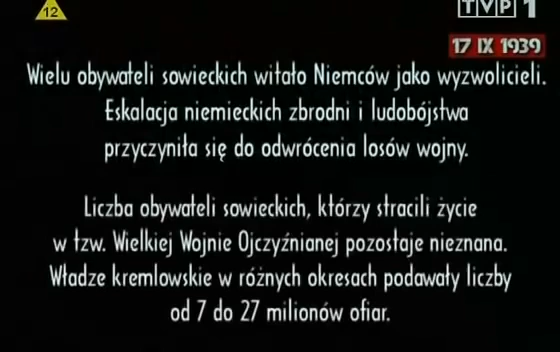 12
TVP 1
17 IX 1939
Wielu obywateli sowieckich witało Niemców jako wyzwolicieli.
Eskalacja niemieckich zbrodni i ludobójstwa
przyczyniła się do odwrócenia losów wojny.
Liczba obywateli sowieckich, którzy stracili życie
w tzw. Wielkiej Wojnie Ojczyźnianej pozostaje nieznana.
Władze kremlowskie w różnych okresach podawały liczby
od 7 do 27 milionów ofiar.